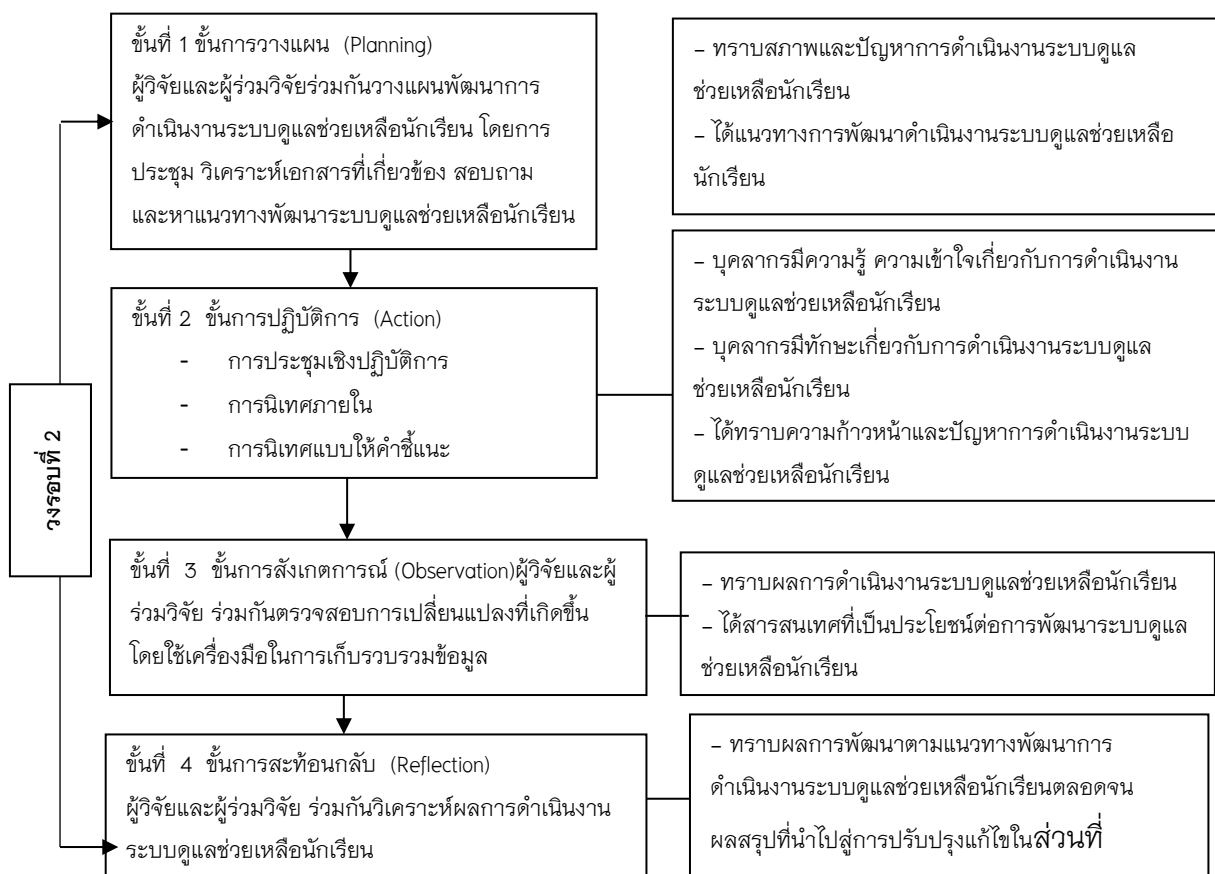 ขั้นที่ 1 ขั้นการวางแผน (Planning)
ผู้วิจัยและผู้ร่วมวิจัยร่วมกันวางแผนพัฒนาการ
ดำเนินงานระบบดูแลช่วยเหลือนักเรียน โดยการ
ประชุม วิเคราะห์เอกสารที่เกี่ยวข้อง สอบถาม
และหาแนวทางพัฒนาระบบดูแลช่วยเหลือนักเรียน
– ทราบสภาพและปัญหาการดำเนินงานระบบดูแล
ช่วยเหลือนักเรียน
– ได้แนวทางการพัฒนาดำเนินงานระบบดูแลช่วยเหลือ
นักเรียน
ขั้นที่ 2 ขั้นการปฏิบัติการ (Action)
- การประชุมเชิงปฏิบัติการ
- การนิเทศภายใน
- การนิเทศแบบให้คำชี้แนะ
– บุคลากรมีความรู้ ความเข้าใจเกี่ยวกับการดำเนินงาน
ระบบดูแลช่วยเหลือนักเรียน
– บุคลากรมีทักษะเกี่ยวกับการดำเนินงานระบบดูแล
ช่วยเหลือนักเรียน
– ได้ทราบความก้าวหน้าและปัญหาการดำเนินงานระบบ
ดูแลช่วยเหลือนักเรียน
วงรอบที่ 2
ขั้นที่ 3 ขั้นการสังเกตการณ์ (Observation)ผู้วิจัยและผู้
ร่วมวิจัย ร่วมกันตรวจสอบการเปลี่ยนแปลงที่เกิดขึ้น
โดยใช้เครื่องมือในการเก็บรวบรวมข้อมูล
– ทราบผลการดำเนินงานระบบดูแลช่วยเหลือนักเรียน
– ได้สารสนเทศที่เป็นประโยชน์ต่อการพัฒนาระบบดูแล
ช่วยเหลือนักเรียน
ขั้นที่ 4 ขั้นการสะท้อนกลับ (Reflection)
ผู้วิจัยและผู้ร่วมวิจัย ร่วมกันวิเคราะห์ผลการดำเนินงาน
ระบบดูแลช่วยเหลือนักเรียน
– ทราบผลการพัฒนาตามแนวทางพัฒนาการ
ดำเนินงานระบบดูแลช่วยเหลือนักเรียนตลอดจน
ผลสรุปที่นำไปสู่การปรับปรุงแก้ไขในส่วนที่